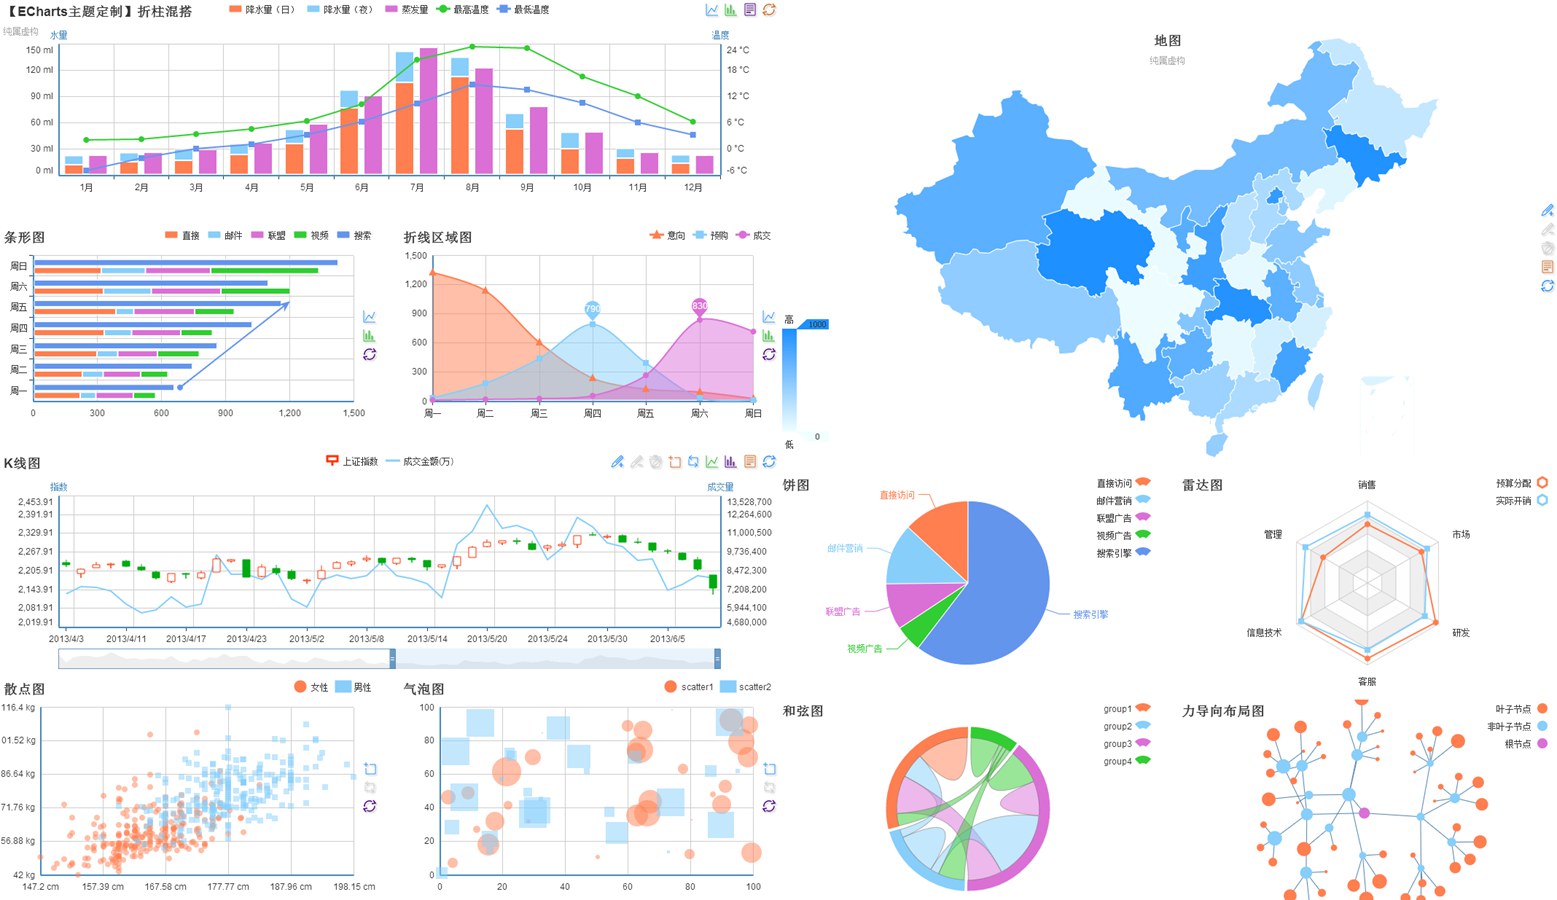 【ECharts主题定制】折柱混搭
纯属虚构
降水量（日） 降水量（夜） 蒸发量 最高温度 最低温度
水量 温度
150 ml 24 °C
120 ml 18 °C
90 ml 12 °C
60 ml 6 °C
30 ml 0 °C
0 ml -6 °C
1月 2月 3月 4月 5月 6月 7月 8月 9月 10月 11月 12月
地图
纯属虚构
高
1000
0
低
条形图
直接 邮件 联盟 视频 搜索
周日
周六
周五
周四
周三
周二
周一
0 300 600 900 1,200 1,500
折线区域图
意向 预购 成交
1,500
1,200
900
600
300
0
790
830
周一 周二 周三 周四 周五 周六 周日
K线图
上证指数 成交金额(万)
指数 成交量
2,453.91 13,528,700
2,391.91 12,264,600
2,329.91 11,000,500
2,267.91 9,736,400
2,205.91 8,472,300
2,143.91 7,208,200
2,081.91 5,944,100
2,019.91 4,680,000
2013/4/3 2013/4/11 2013/4/17 2013/4/23 2013/5/2 2013/5/8 2013/5/14 2013/5/20 2013/5/24 2013/5/30 2013/6/5
饼图
直接访问
邮件营销
联盟广告
视频广告
搜索引擎
直接访问
邮件营销
联盟广告
视频广告
搜索引擎
雷达图
预算分配
实际开销
销售
管理 市场
信息技术 研发
客服
散点图
女性 男性
116.4 kg
01.52 kg
86.64 kg
71.76 kg
56.88 kg
42 kg
147.2 cm 157.39 cm 167.58 cm 177.77 cm 187.96 cm 198.15 cm
气泡图
scatter1 scatter2
100
80
60
40
20
0
0 20 40 60 80 100
和弦图
group1
group2
group3
group4
力导向布局图
叶子节点
非叶子节点
根节点